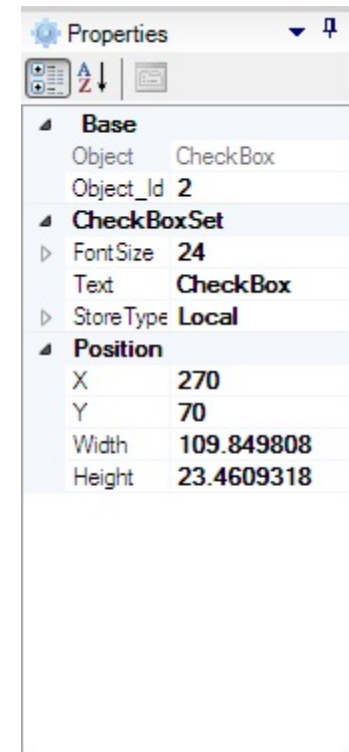 Properties
A
Z
Base
Object CheckBox
Object_Id 2
CheckBoxSet
FontSize 24
Text CheckBox
StoreType Local
Position
X 270
Y 70
Width 109.849808
Height 23.4609318